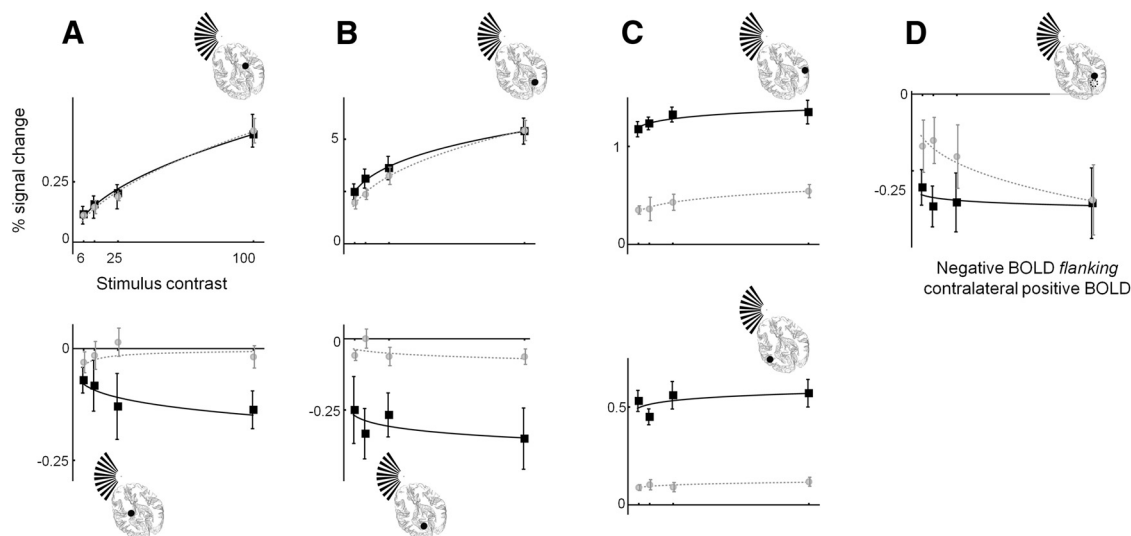 A
B
C
D
% signal change
0.25
0
6
25
100
Stimulus contrast
5
0
1
0
0
-0.25
Negative BOLD flanking
contralateral positive BOLD
0
-0.25
0
-0.25
0.5
0